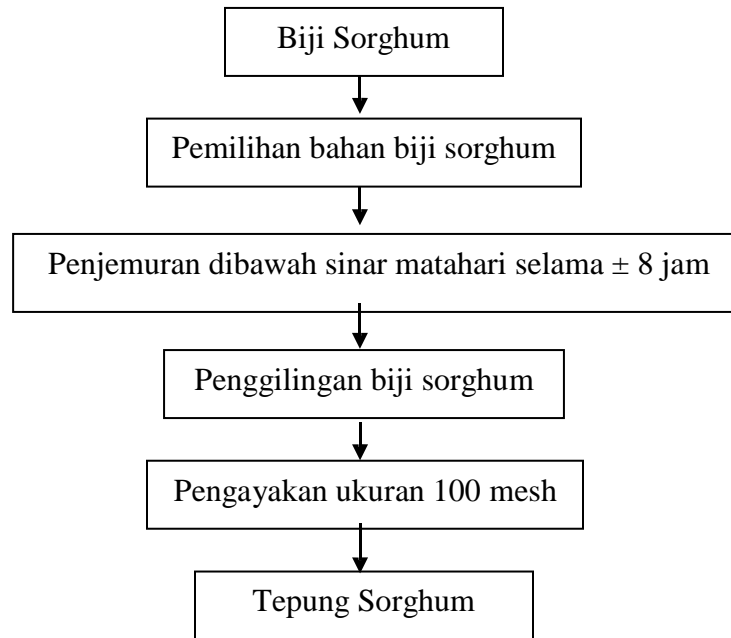 Biji Sorghum
Pemilihan bahan biji sorghum
Penjemuran dibawah sinar matahari selama ± 8 jam
Penggilingan biji sorghum
Pengayakan ukuran 100 mesh
Tepung Sorghum